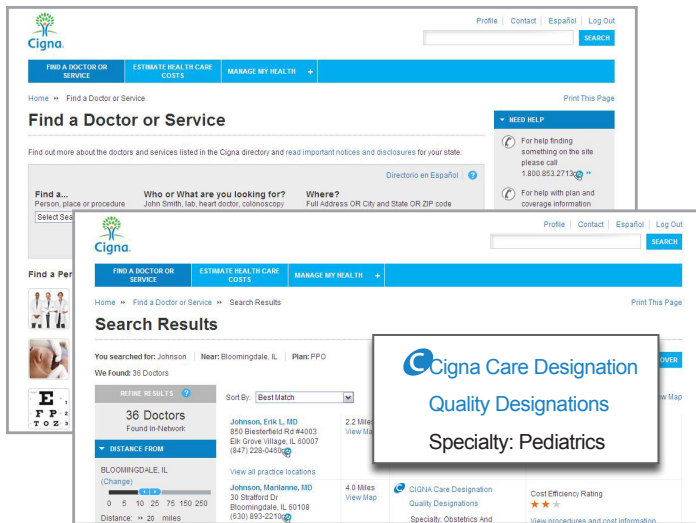 Cigna.
Profile | Contact | Español | Log Out
SEARCH
FIND A DOCTOR OR SERVICE
ESTIMATE HEALTH CARE COSTS
MANAGE MY HEALTH +
Home » Find a Doctor or Service
Print This Page
Find a Doctor or Service
Find out more about the doctors and services listed in the Cigna directory and read important notices and disclosures for your state.
NEED HELP
For help finding
something on the site
please call
1.800.853.2713
For help with plan and
coverage information
Directorio en Español ?
Find a...
Person, place or procedure
Who or What are you looking for?
John Smith, lab, heart doctor, colonoscopy
Where?
Full Address OR City and State OR ZIP code
Select Sea
Find a Per
E
F P
T O Z
Cigna.
Profile | Contact | Español | Log Out
SEARCH
FIND A DOCTOR OR SERVICE
ESTIMATE HEALTH CARE COSTS
MANAGE MY HEALTH +
Home » Find a Doctor or Service » Search Results
Print This Page
Search Results
You searched for: Johnson | Near: Bloomingdale, IL | Plan: PPO
We Found: 36 Doctors
OVER
REFINE RESULTS ?
36 Doctors
Found In-Network
DISTANCE FROM
BLOOMINGDALE, IL
(Change)
0 5 10 25 75 150 250
Distance: » 20 miles
Sort By: Best Match
w Map
Johnson, Erik L, MD
850 Biesterfield Rd #4003
Elk Grove Village, IL 60007
(847) 228-0460
View all practice locations
2.2 Miles
View Ma
Johnson, Marilanne, MD
30 Stratford Dr
Bloomingdale, IL 60108
(630) 893-2210
4.0 Miles
View Map
CIGNA Care Designation
Quality Designations
Specialty: Obstetrics And
Cost Efficiency Rating
View procedures and cost information
C Cigna Care Designation
Quality Designations
Specialty: Pediatrics